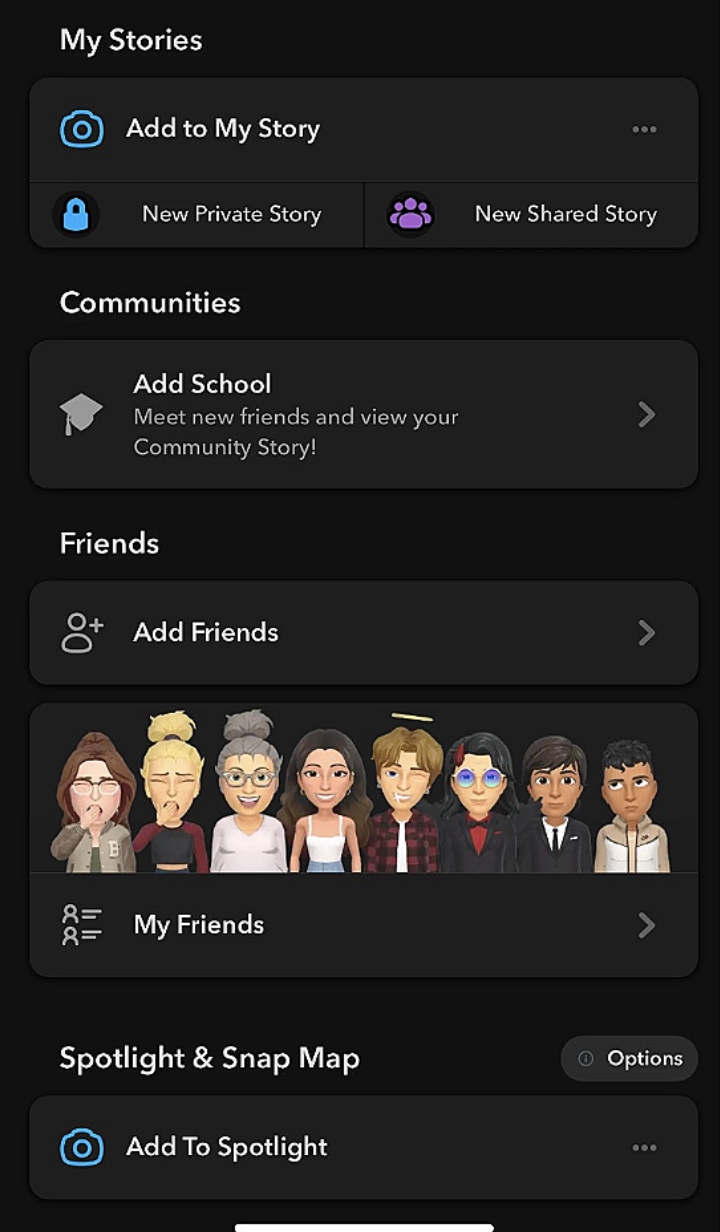 My Stories
Add to My Story
New Private Story
New Shared Story
Communities
Add School
Meet new friends and view your
Community Story!
Friends
Add Friends
B
My Friends
Spotlight & Snap Map
Options
Add To Spotlight